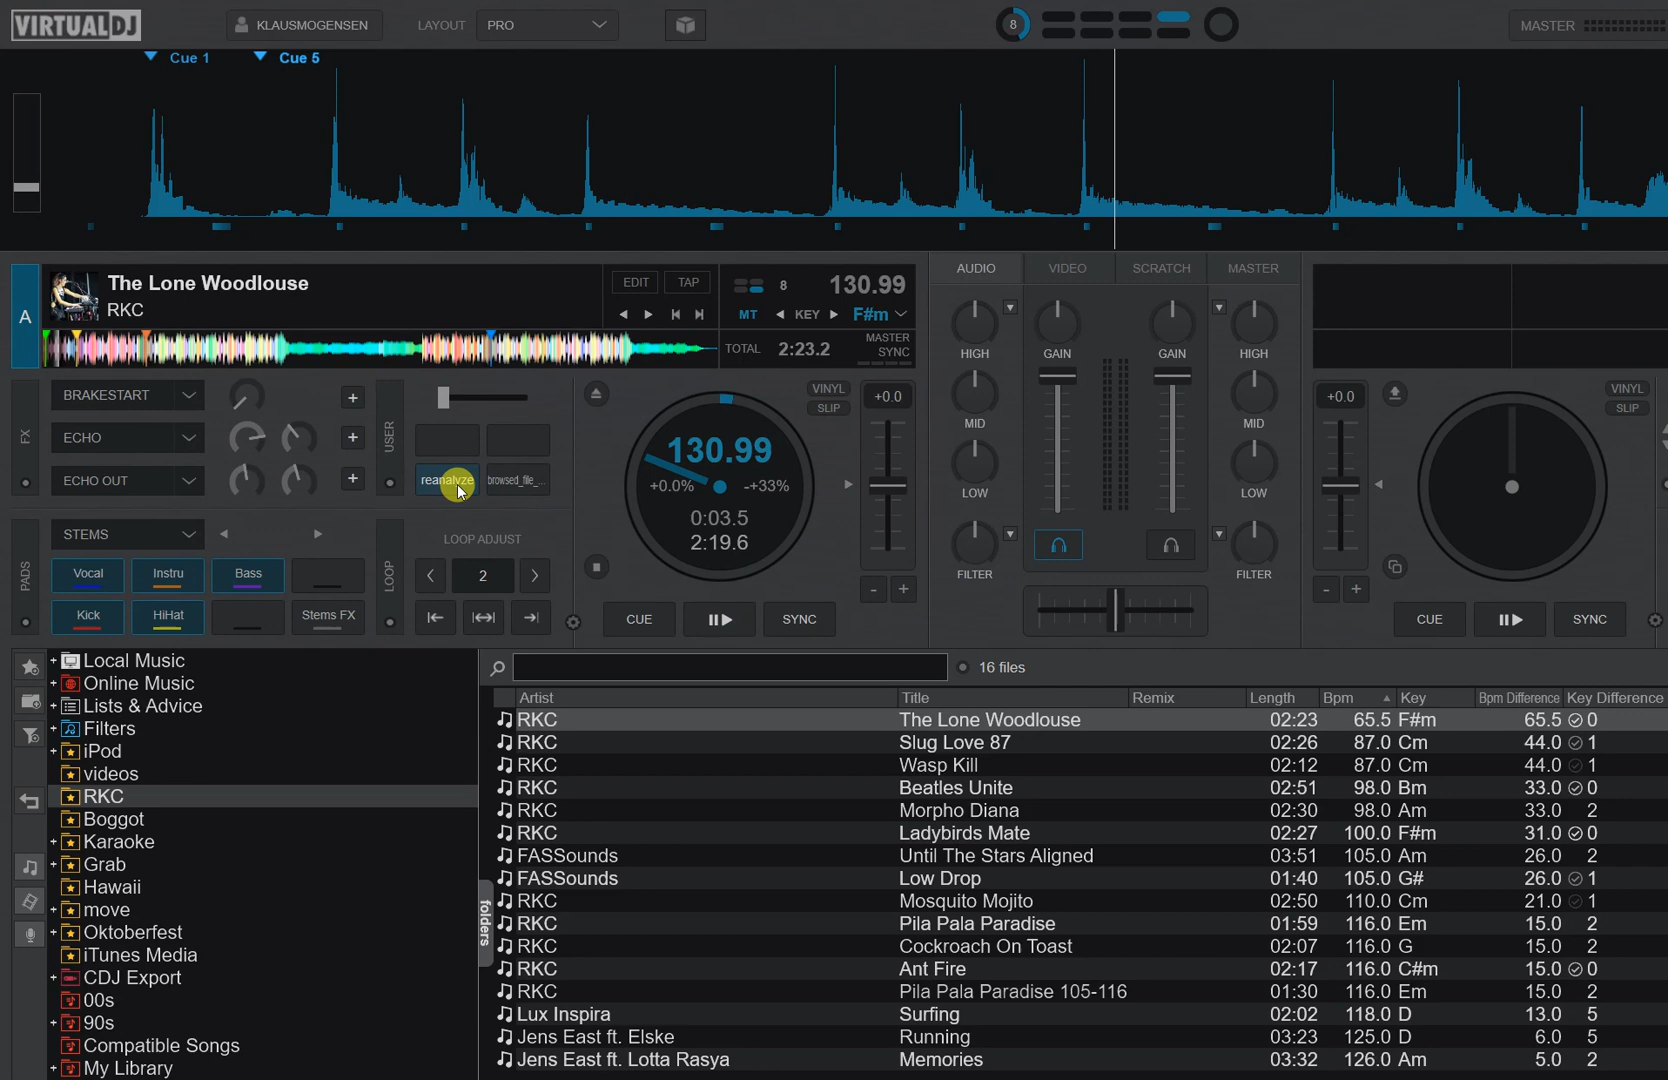 VIRTUALDJ
KLAUSMOGENSEN
LAYOUT PRO
8
MASTER
Cue 1 Cue 5
A
The Lone Woodlouse
RKC
EDIT TAP
8 130.99
MT KEY F#m
TOTAL 2:23.2 MASTER SYNC
AUDIO VIDEO SCRATCH MASTER
HIGH GAIN GAIN HIGH
MID MID
LOW LOW
FILTER FILTER
FX
BRAKESTART +
ECHO +
ECHO OUT +
USER
reanalyze browsed_file_...
VINYL
SLIP
+0.0
130.99
+0.0% -+33%
0:03.5
2:19.6
- +
CUE SYNC
VINYL
SLIP
+0.0
- +
CUE SYNC
PADS
STEMS
Vocal Instru Bass
Kick HiHat Stems FX
LOOP
LOOP ADJUST
2
Local Music
Online Music
Lists & Advice
Filters
iPod
videos
RKC
Boggot
Karaoke
Grab
Hawaii
move
Oktoberfest
iTunes Media
CDJ Export
00s
90s
Compatible Songs
My Library
folders
16 files
Artist Title Remix Length Bpm Key Bpm Difference Key Difference
RKC The Lone Woodlouse 02:23 65.5 F#m 65.5 0
RKC Slug Love 87 02:26 87.0 Cm 44.0 1
RKC Wasp Kill 02:12 87.0 Cm 44.0 1
RKC Beatles Unite 02:51 98.0 Bm 33.0 0
RKC Morpho Diana 02:30 98.0 Am 33.0 2
RKC Ladybirds Mate 02:27 100.0 F#m 31.0 0
FASSounds Until The Stars Aligned 03:51 105.0 Am 26.0 2
FASSounds Low Drop 01:40 105.0 G# 26.0 1
RKC Mosquito Mojito 02:50 110.0 Cm 21.0 1
RKC Pila Pala Paradise 01:59 116.0 Em 15.0 2
RKC Cockroach On Toast 02:07 116.0 G 15.0 2
RKC Ant Fire 02:17 116.0 C#m 15.0 0
RKC Pila Pala Paradise 105-116 01:30 116.0 Em 15.0 2
Lux Inspira Surfing 02:02 118.0 D 13.0 5
Jens East ft. Elske Running 03:23 125.0 D 6.0 5
Jens East ft. Lotta Rasya Memories 03:32 126.0 Am 5.0 2